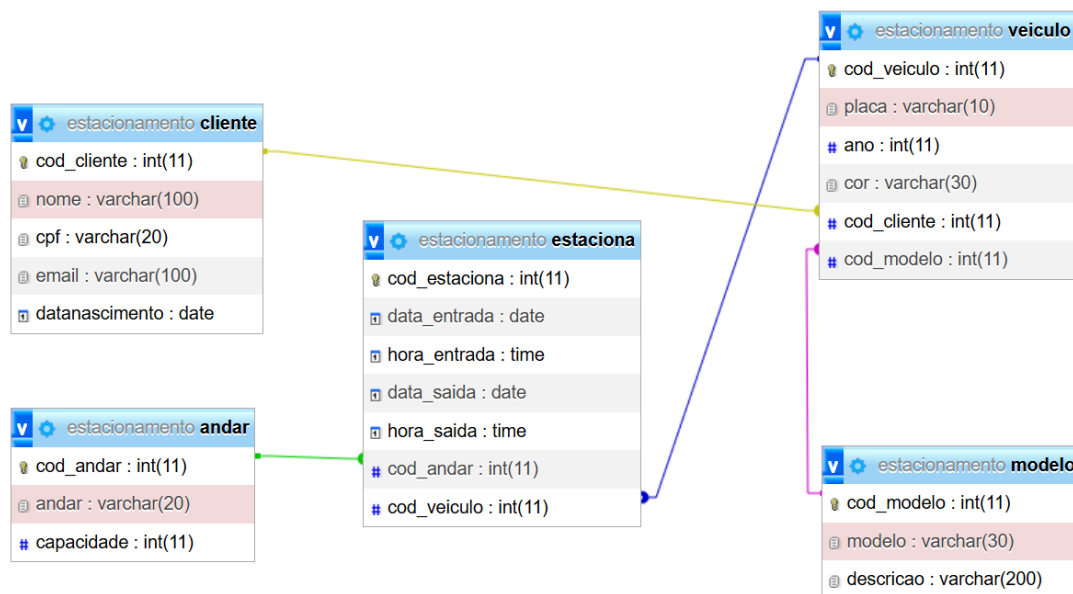 estacionamento cliente
cod_cliente : int(11)
nome : varchar(100)
cpf : varchar(20)
email : varchar(100)
datanascimento : date
estacionamento andar
cod_andar : int(11)
andar : varchar(20)
capacidade : int(11)
estacionamento estaciona
cod_estaciona : int(11)
data_entrada : date
hora_entrada : time
data_saida : date
hora_saida : time
cod_andar : int(11)
cod_veiculo : int(11)
estacionamento veiculo
cod_veiculo : int(11)
placa : varchar(10)
ano : int(11)
cor : varchar(30)
cod_cliente : int(11)
cod_modelo : int(11)
estacionamento modelo
cod_modelo : int(11)
modelo : varchar(30)
descricao : varchar(200)